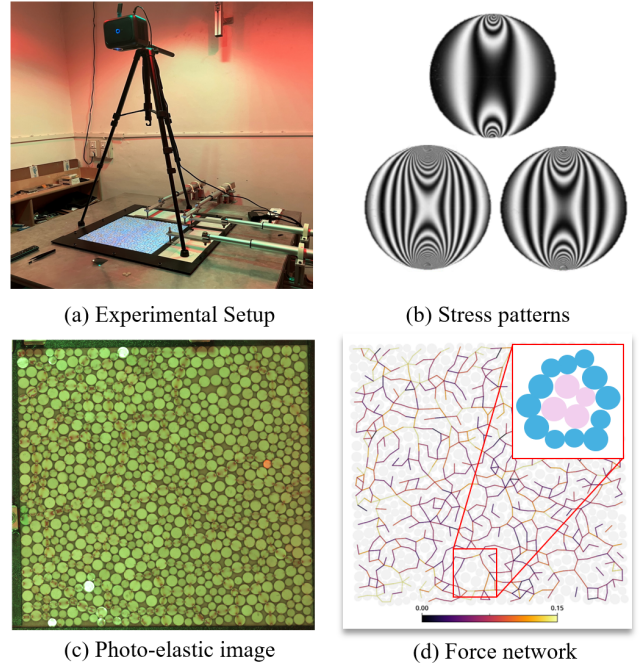 (a) Experimental Setup
(b) Stress patterns
(c) Photo-elastic image
0.00
0.15
(d) Force network